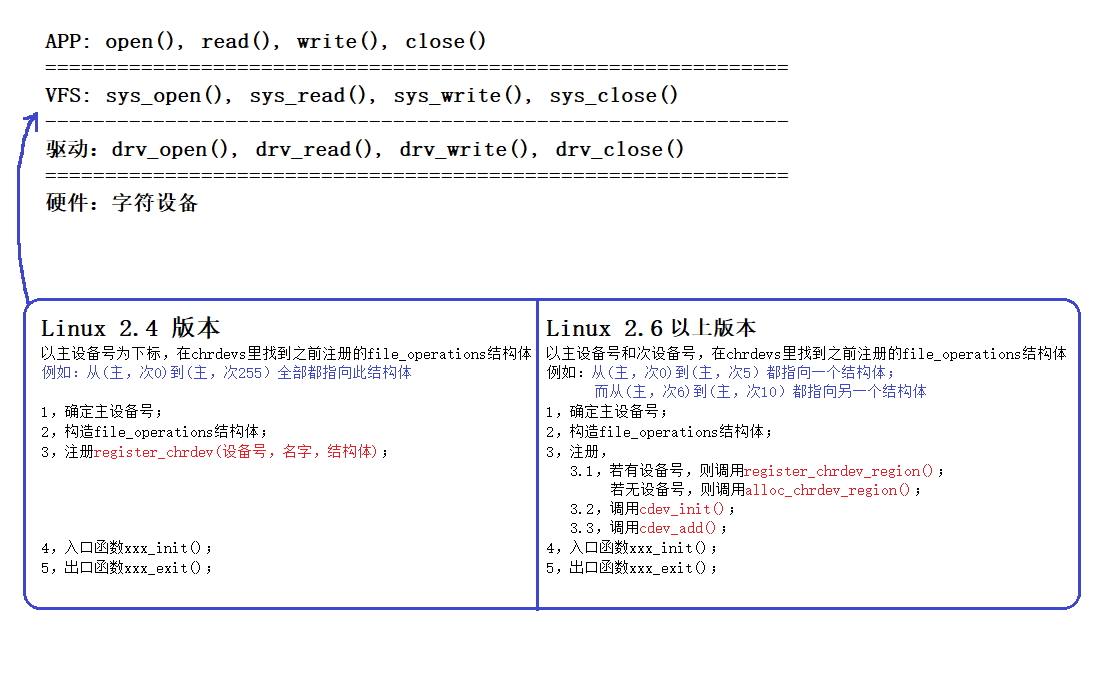 APP: open(), read(), write(), close()
==============================================================
VFS: sys_open(), sys_read(), sys_write(), sys_close()
--------------------------------------------------------------
驱动：drv_open(), drv_read(), drv_write(), drv_close()
==============================================================
硬件：字符设备
Linux 2.4 版本
以主设备号为下标，在chrdevs里找到之前注册的file_operations结构体
例如：从(主，次0)到(主，次255）全部都指向此结构体
1，确定主设备号；
2，构造file_operations结构体；
3，注册register_chrdev(设备号，名字，结构体)；
4，入口函数xxx_init()；
5，出口函数xxx_exit()；
Linux 2.6以上版本
以主设备号和次设备号，在chrdevs里找到之前注册的file_operations结构体
例如：从(主，次0)到(主，次5）都指向一个结构体；
而从(主，次6)到(主，次10）都指向另一个结构体
1，确定主设备号；
2，构造file_operations结构体；
3，注册，
3.1，若有设备号，则调用register_chrdev_region()；
若无设备号，则调用alloc_chrdev_region()；
3.2，调用cdev_init()；
3.3，调用cdev_add()；
4，入口函数xxx_init()；
5，出口函数xxx_exit()；